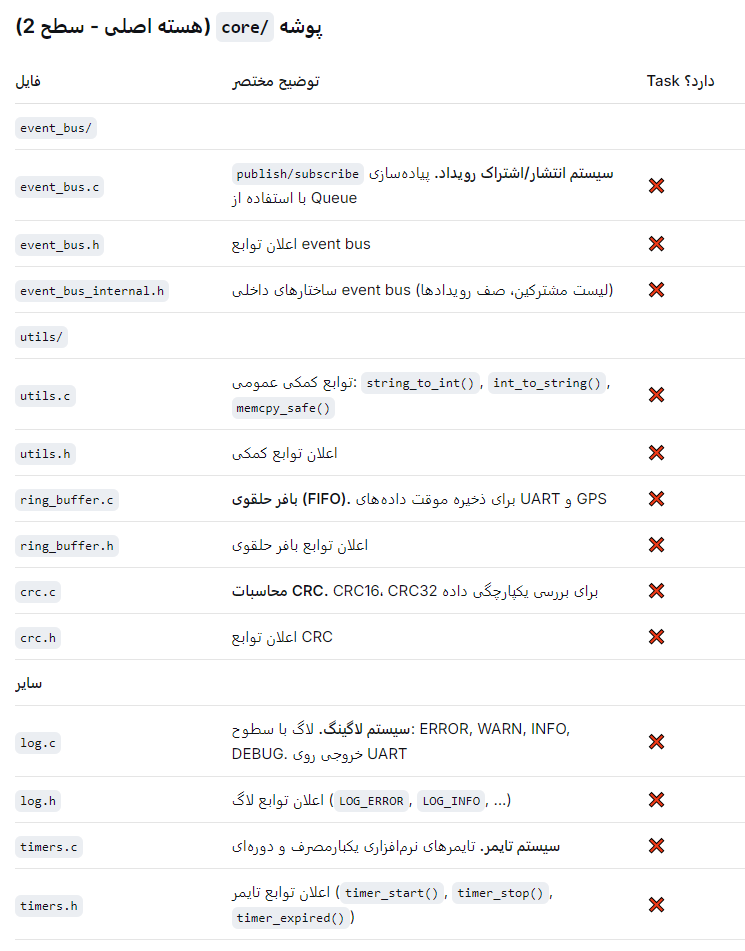 پوشه core/ (هسته اصلی - سطح 2)
فایل	توضیح مختصر	Task دارد؟
event_bus/
event_bus.c	سیستم انتشار/اشتراک رویداد. پیاده‌سازی publish/subscribe
با استفاده از Queue	❌
event_bus.h	اعلان توابع event bus	❌
event_bus_internal.h	ساختارهای داخلی event bus (لیست مشترکین، صف رویدادها)	❌
utils/
utils.c	توابع کمکی عمومی: string_to_int() , int_to_string() ,
memcpy_safe()	❌
utils.h	اعلان توابع کمکی	❌
ring_buffer.c	بافر حلقوی (FIFO). برای ذخیره موقت داده‌های UART و GPS	❌
ring_buffer.h	اعلان توابع بافر حلقوی	❌
crc.c	محاسبات CRC. CRC16، CRC32 برای بررسی یکپارچگی داده	❌
crc.h	اعلان توابع CRC	❌
سایر
log.c	سیستم لاگینگ. لاگ با سطوح: ERROR, WARN, INFO,
DEBUG. خروجی روی UART	❌
log.h	اعلان توابع لاگ ( LOG_ERROR , LOG_INFO , ...)	❌
timers.c	سیستم تایمر. تایمرهای نرم‌افزاری یکبارمصرف و دوره‌ای	❌
timers.h	اعلان توابع تایمر ( timer_start() , timer_stop() ,
timer_expired() )	❌